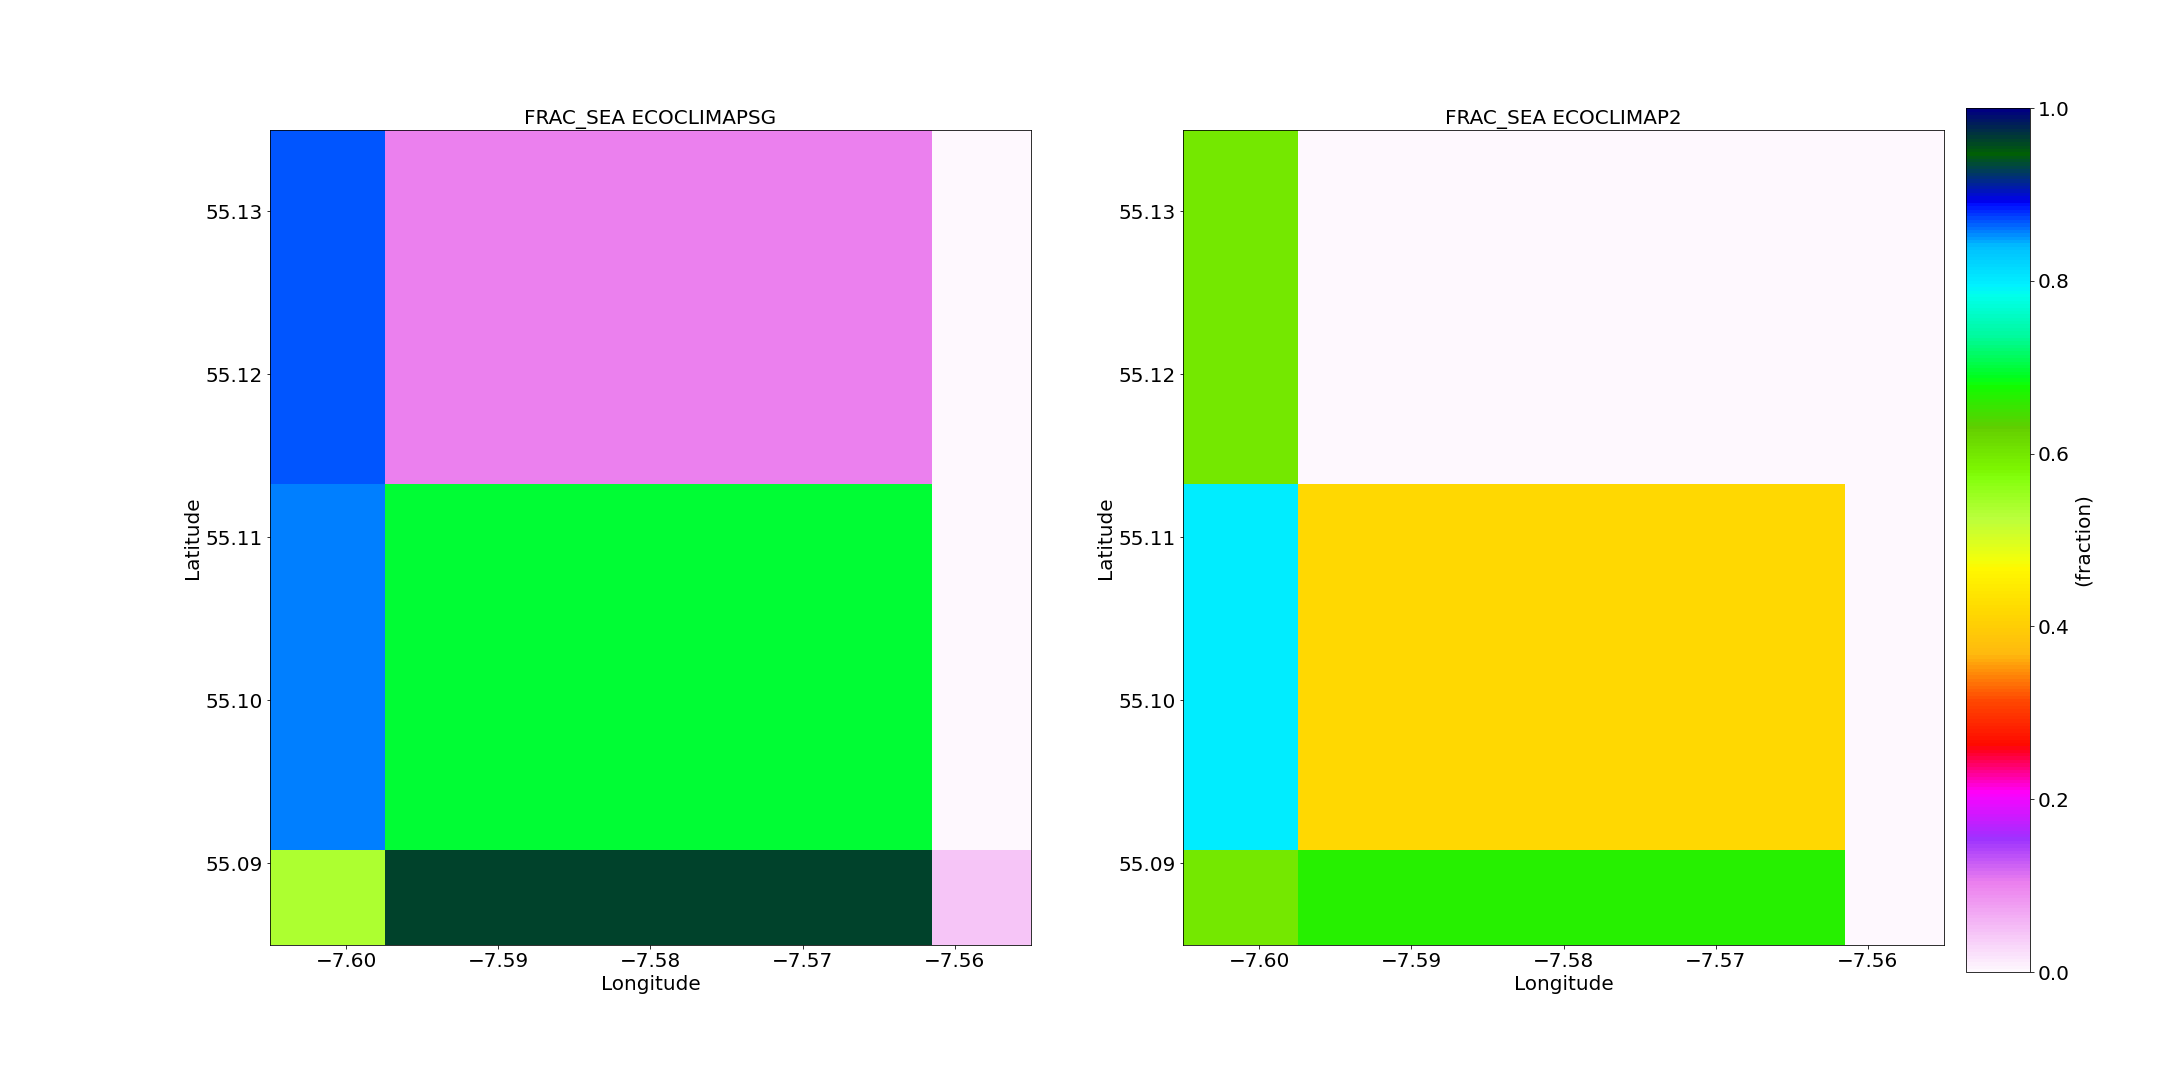 FRAC_SEA ECOCLIMAPSG
55.13
55.12
55.11
55.10
55.09
Latitude
−7.60 −7.59 −7.58 −7.57 −7.56
Longitude
FRAC_SEA ECOCLIMAP2
55.13
55.12
55.11
55.10
55.09
Latitude
−7.60 −7.59 −7.58 −7.57 −7.56
Longitude
1.0
0.8
0.6
0.4
0.2
0.0
(fraction)